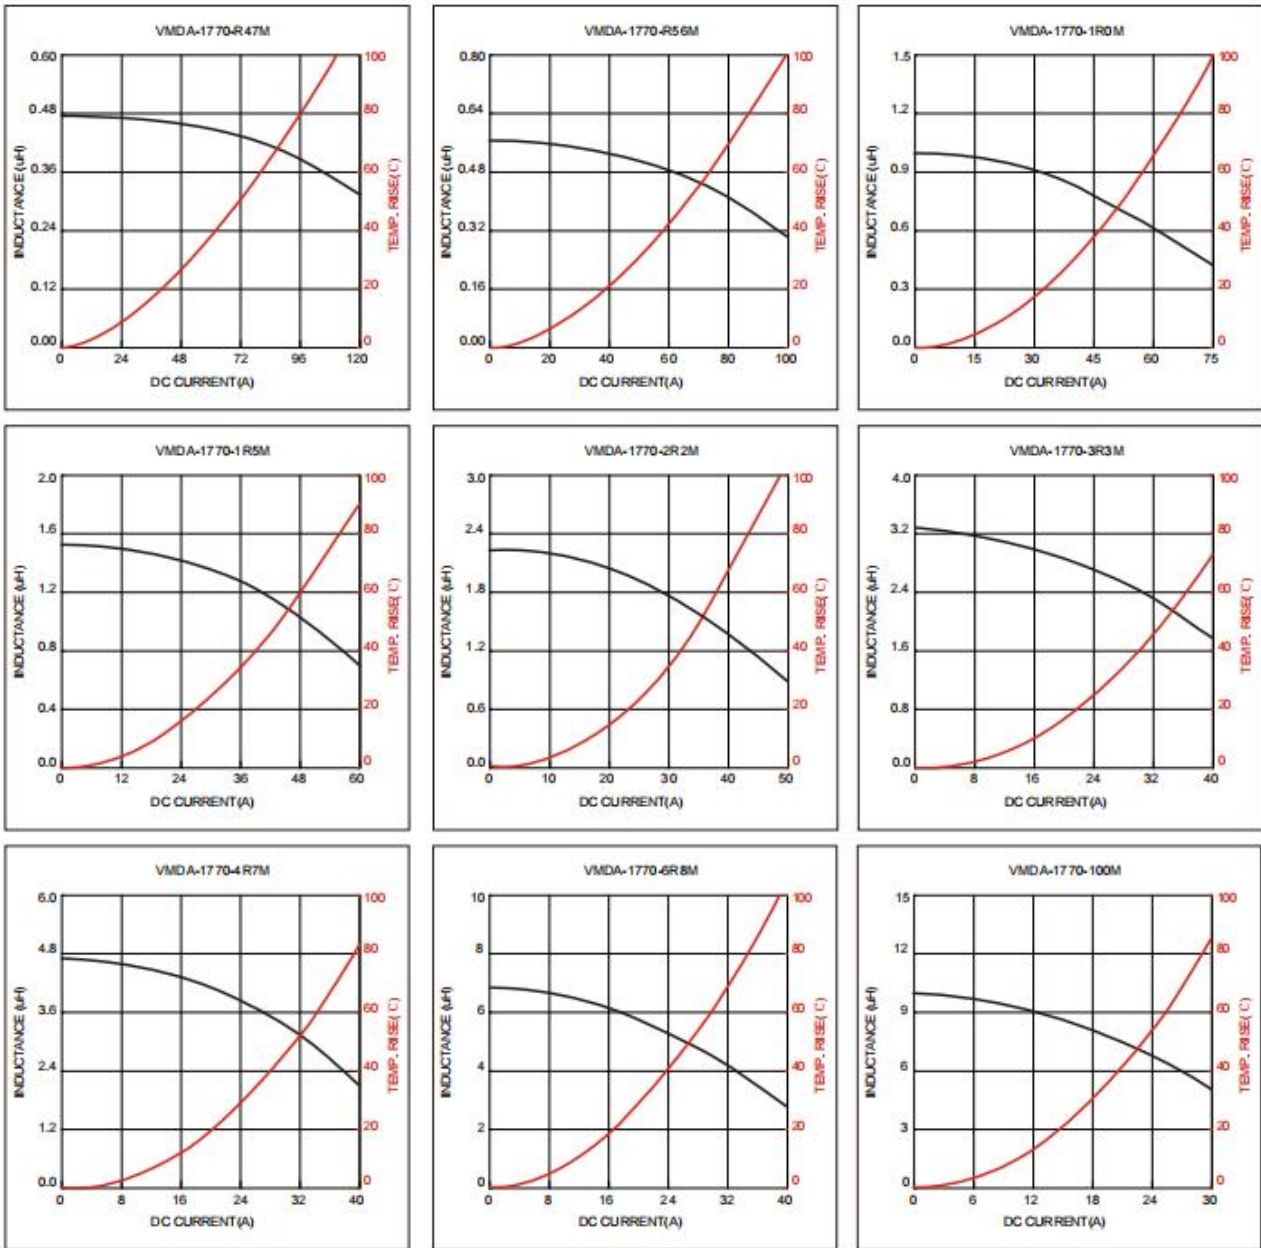 VMDA-1770-R47M
INDUCTANCE (uH)
0.60
0.48
0.36
0.24
0.12
0.00
0 24 48 72 96 120
DC CURRENT(A)
100
80
60
40
20
0
TEMP. RISE(℃)
VMDA-1770-R56M
INDUCTANCE (uH)
0.80
0.64
0.48
0.32
0.16
0.00
0 20 40 60 80 100
DC CURRENT(A)
100
80
60
40
20
0
TEMP. RISE(℃)
VMDA-1770-1R0M
INDUCTANCE (uH)
1.5
1.2
0.9
0.6
0.3
0.0
0 15 30 45 60 75
DC CURRENT(A)
100
80
60
40
20
0
TEMP. RISE(℃)
VMDA-1770-1R5M
INDUCTANCE (uH)
2.0
1.6
1.2
0.8
0.4
0.0
0 12 24 36 48 60
DC CURRENT(A)
100
80
60
40
20
0
TEMP. RISE(℃)
VMDA-1770-2R2M
INDUCTANCE (uH)
3.0
2.4
1.8
1.2
0.6
0.0
0 10 20 30 40 50
DC CURRENT(A)
100
80
60
40
20
0
TEMP. RISE(℃)
VMDA-1770-3R3M
INDUCTANCE (uH)
4.0
3.2
2.4
1.6
0.8
0.0
0 8 16 24 32 40
DC CURRENT(A)
100
80
60
40
20
0
TEMP. RISE(℃)
VMDA-1770-4R7M
INDUCTANCE (uH)
6.0
4.8
3.6
2.4
1.2
0.0
0 8 16 24 32 40
DC CURRENT(A)
100
80
60
40
20
0
TEMP. RISE(℃)
VMDA-1770-6R8M
INDUCTANCE (uH)
10
8
6
4
2
0
0 8 16 24 32 40
DC CURRENT(A)
100
80
60
40
20
0
TEMP. RISE(℃)
VMDA-1770-100M
INDUCTANCE (uH)
15
12
9
6
3
0
0 6 12 18 24 30
DC CURRENT(A)
100
80
60
40
20
0
TEMP. RISE(℃)